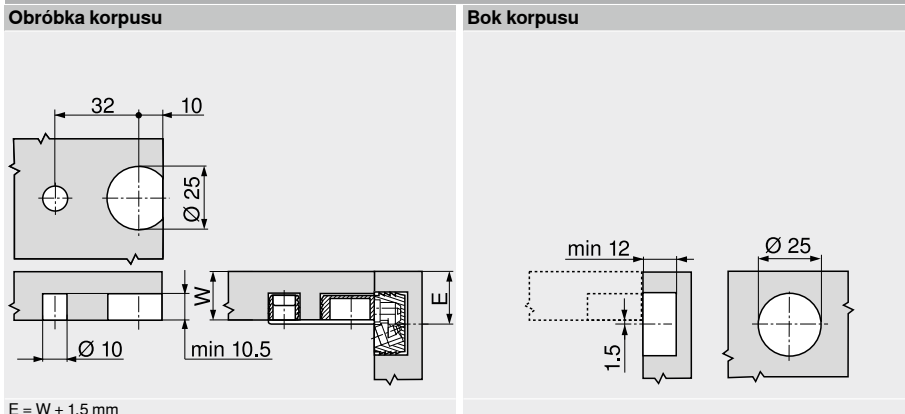 Obróbka korpusu
32
10
Ø 25
W
E
Ø 10
min 10.5
E = W + 1.5 mm
Bok korpusu
min 12
Ø 25
1.5